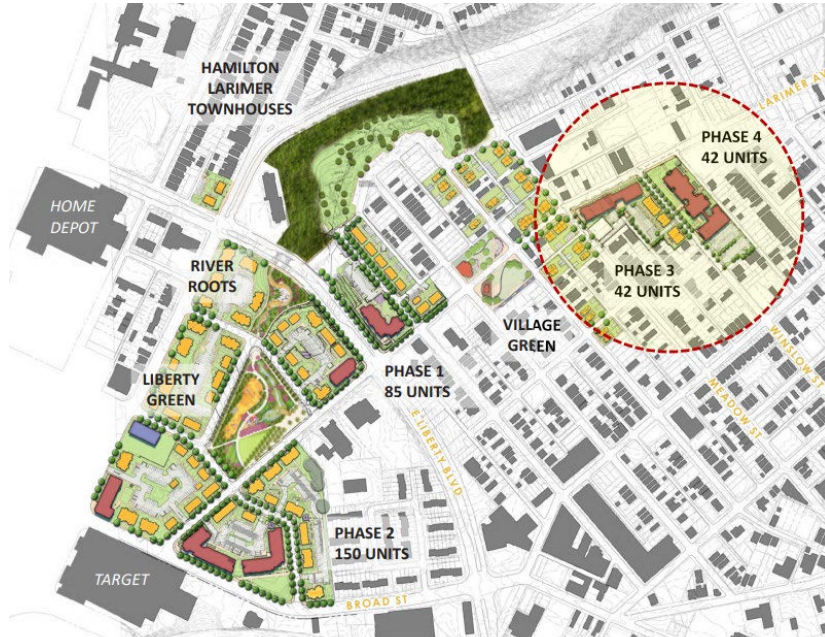 HAMILTON
LARIMER
TOWNHOUSES
LARIMER AV
PHASE 4
42 UNITS
HOME
DEPOT
RIVER
ROOTS
PHASE 3
42 UNITS
VILLAGE
GREEN
WINSLOW ST
LIBERTY
GREEN
PHASE 1
85 UNITS
MEADOW ST
E LIBERTY BLVD
PHASE 2
150 UNITS
TARGET
BROAD ST